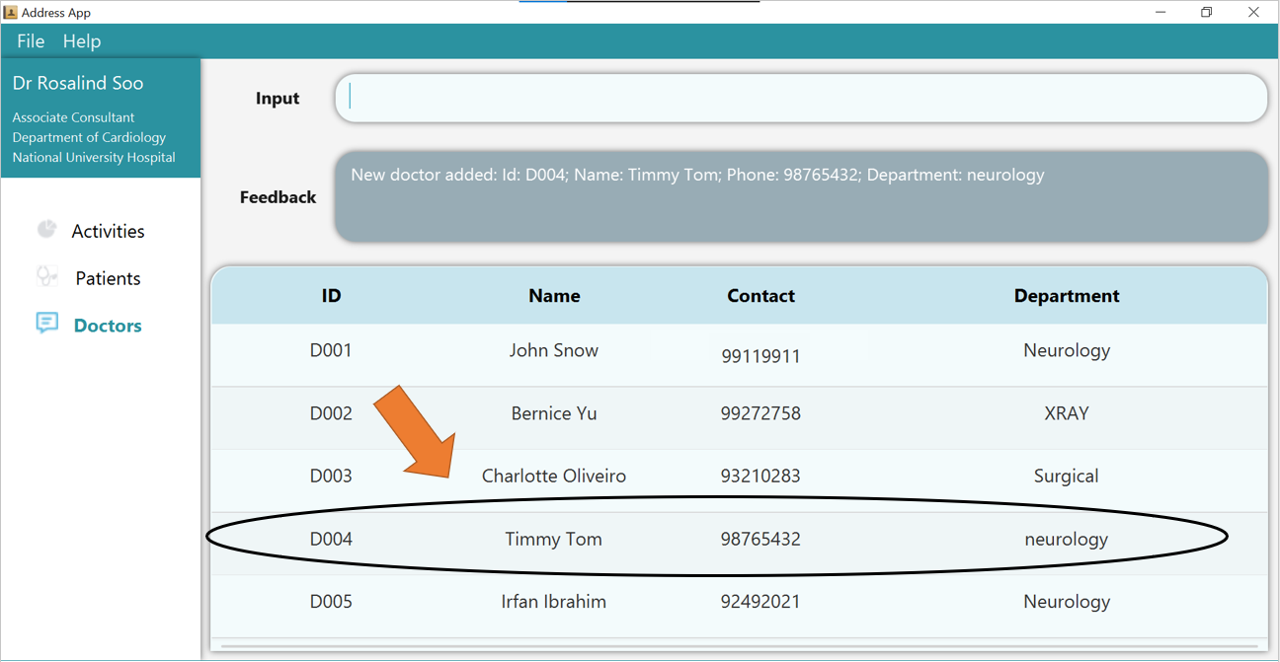 Address App
File Help
Dr Rosalind Soo
Associate Consultant
Department of Cardiology
National University Hospital
Activities
Patients
Doctors
Input
Feedback
New doctor added: Id: D004; Name: Timmy Tom; Phone: 98765432; Department: neurology
ID Name Contact Department
D001 John Snow 99119911 Neurology
D002 Bernice Yu 99272758 XRAY
D003 Charlotte Oliveiro 93210283 Surgical
D004 Timmy Tom 98765432 neurology
D005 Irfan Ibrahim 92492021 Neurology